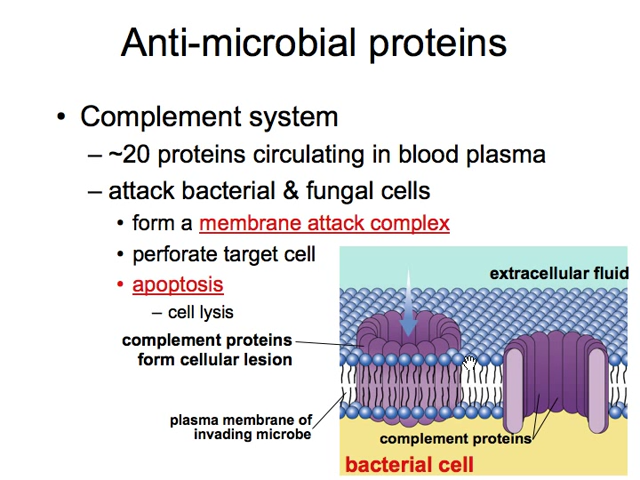 Anti-microbial proteins
• Complement system
– ~20 proteins circulating in blood plasma
– attack bacterial & fungal cells
• form a membrane attack complex
• perforate target cell
• apoptosis
– cell lysis
extracellular fluid
complement proteins
form cellular lesion
plasma membrane of
invading microbe
complement proteins
bacterial cell